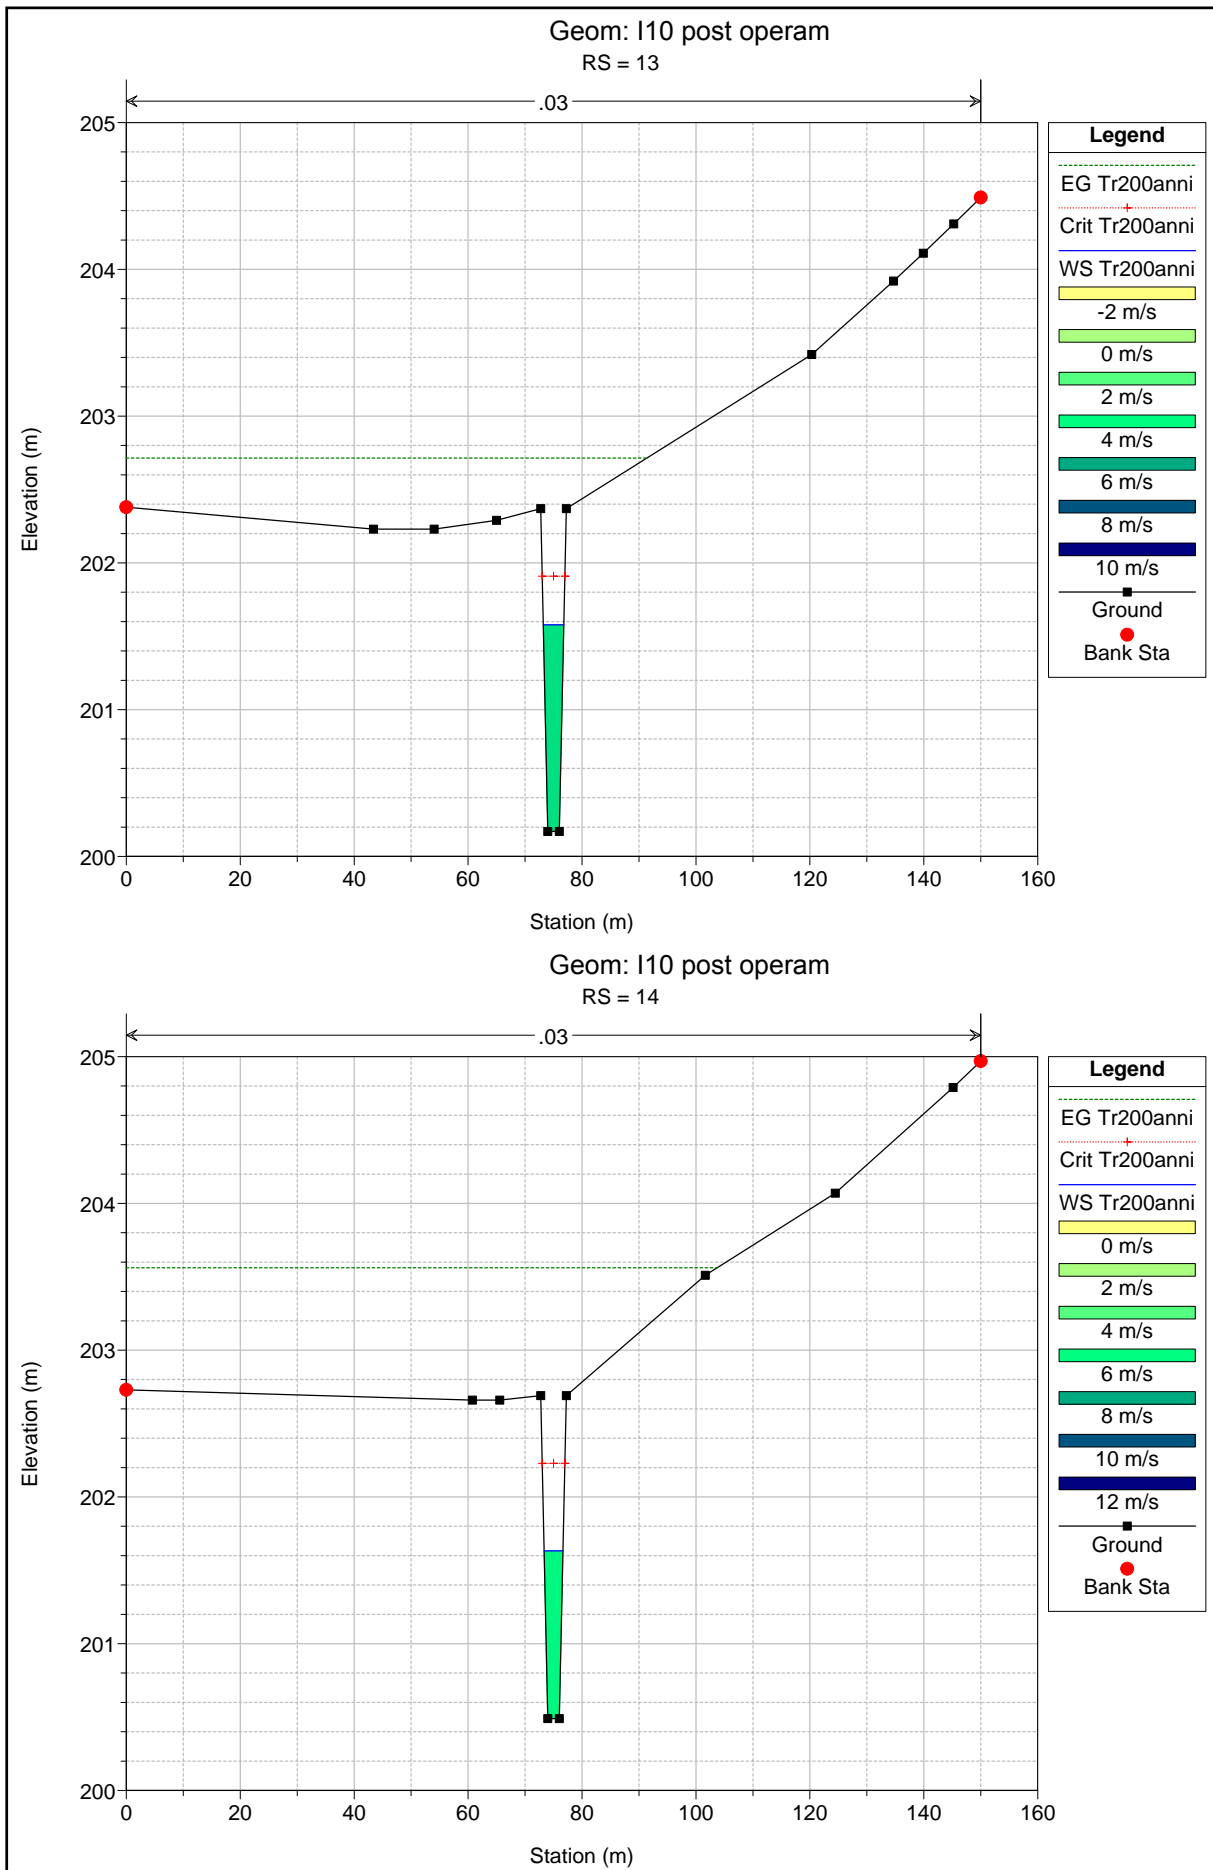 Geom: I10 post operam
RS = 13
.03
205
204
203
202
201
200
Elevation (m)
0 20 40 60 80 100 120 140 160
Station (m)
Legend
EG Tr200anni
Crit Tr200anni
WS Tr200anni
-2 m/s
0 m/s
2 m/s
4 m/s
6 m/s
8 m/s
10 m/s
Ground
Bank Sta
Geom: I10 post operam
RS = 14
.03
205
204
203
202
201
200
Elevation (m)
0 20 40 60 80 100 120 140 160
Station (m)
Legend
EG Tr200anni
Crit Tr200anni
WS Tr200anni
0 m/s
2 m/s
4 m/s
6 m/s
8 m/s
10 m/s
12 m/s
Ground
Bank Sta